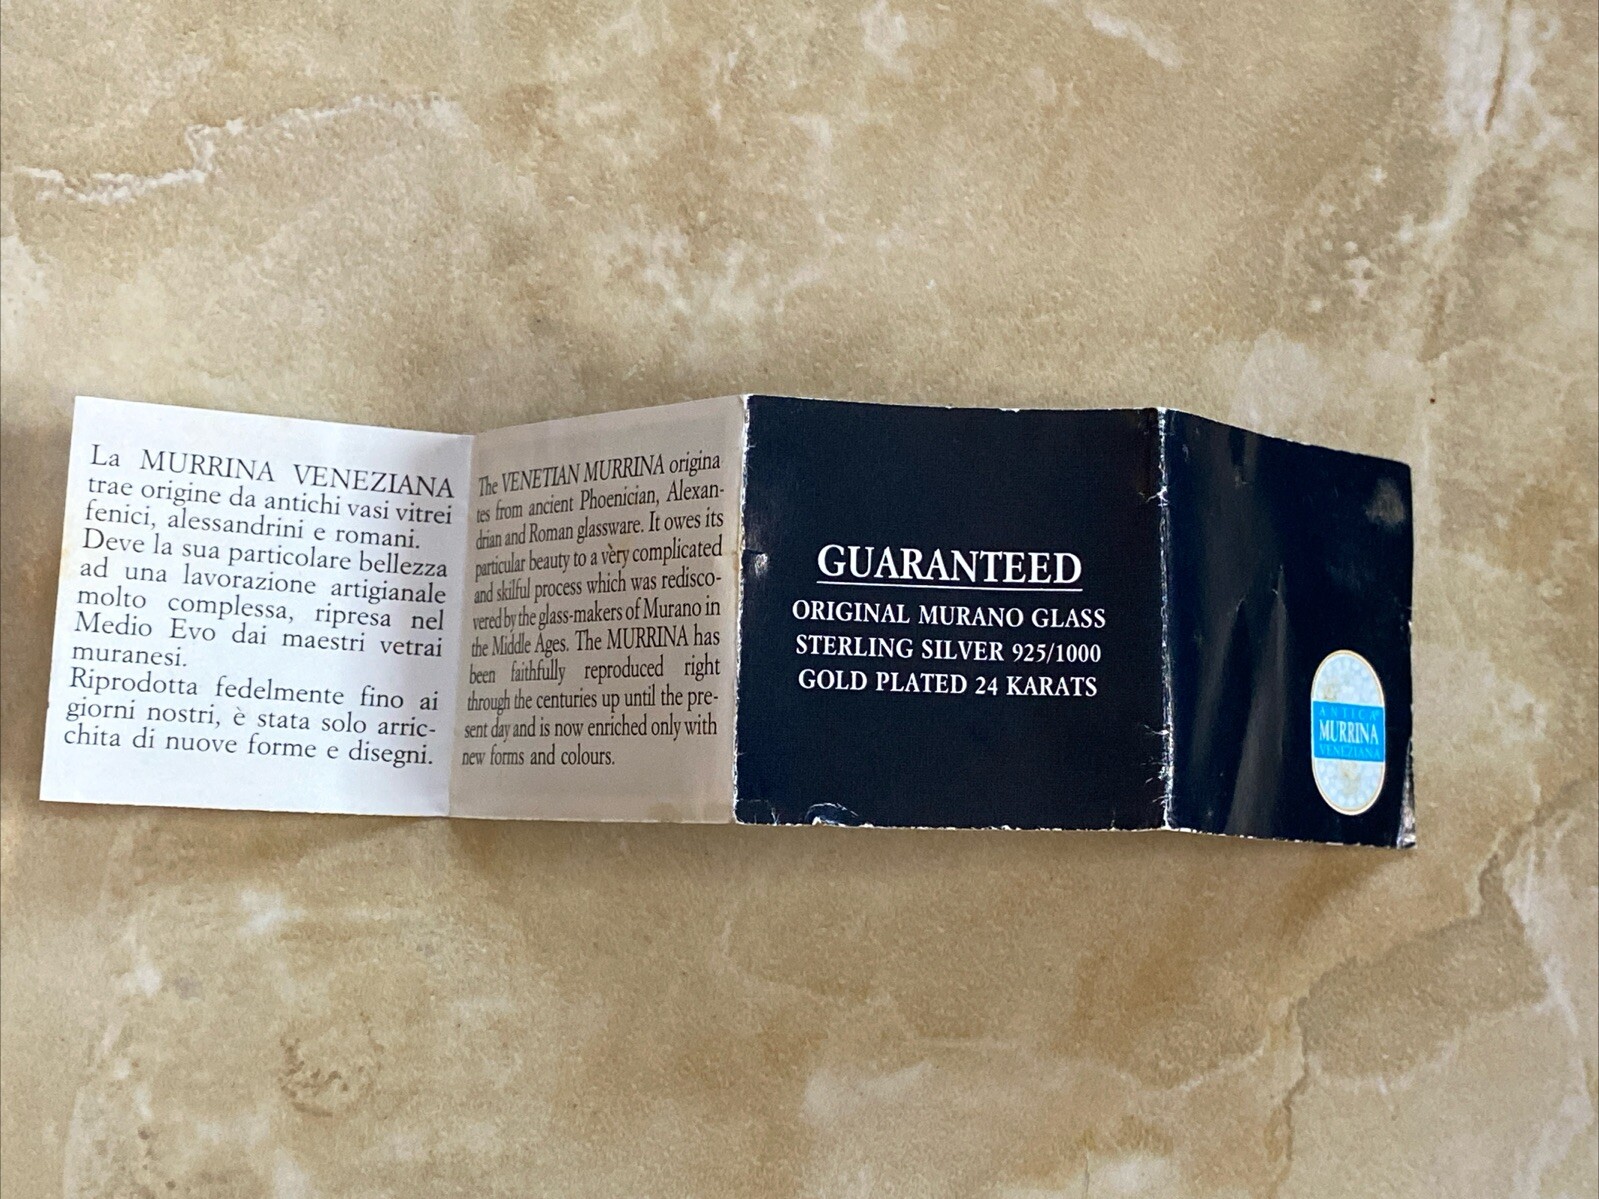 La MURRINA VENEZIANA
trae origine da antichi vasi vitrei
fenici, alessandrini e romani.
Deve la sua particolare bellezza
ad una lavorazione artigianale
molto complessa, ripresa nel
Medio Evo dai maestri vetrai
muranesi.
Riprodotta fedelmente fino ai
giorni nostri, è stata solo arric-
chita di nuove forme e disegni.
The VENETIAN MURRINA origina
tes from ancient Phoenician, Alexan-
drian and Roman glassware. It owes its
particular beauty to a very complicated
and skilful process which was redisco-
vered by the glass-makers of Murano in
the Middle Ages. The MURRINA has
been faithfully reproduced right
through the centuries up until the pre-
sent day and is now enriched only with
new forms and colours.
GUARANTEED
ORIGINAL MURANO GLASS
STERLING SILVER 925/1000
GOLD PLATED 24 KARATS
ANTICA
MURRINA
VENEZIANA